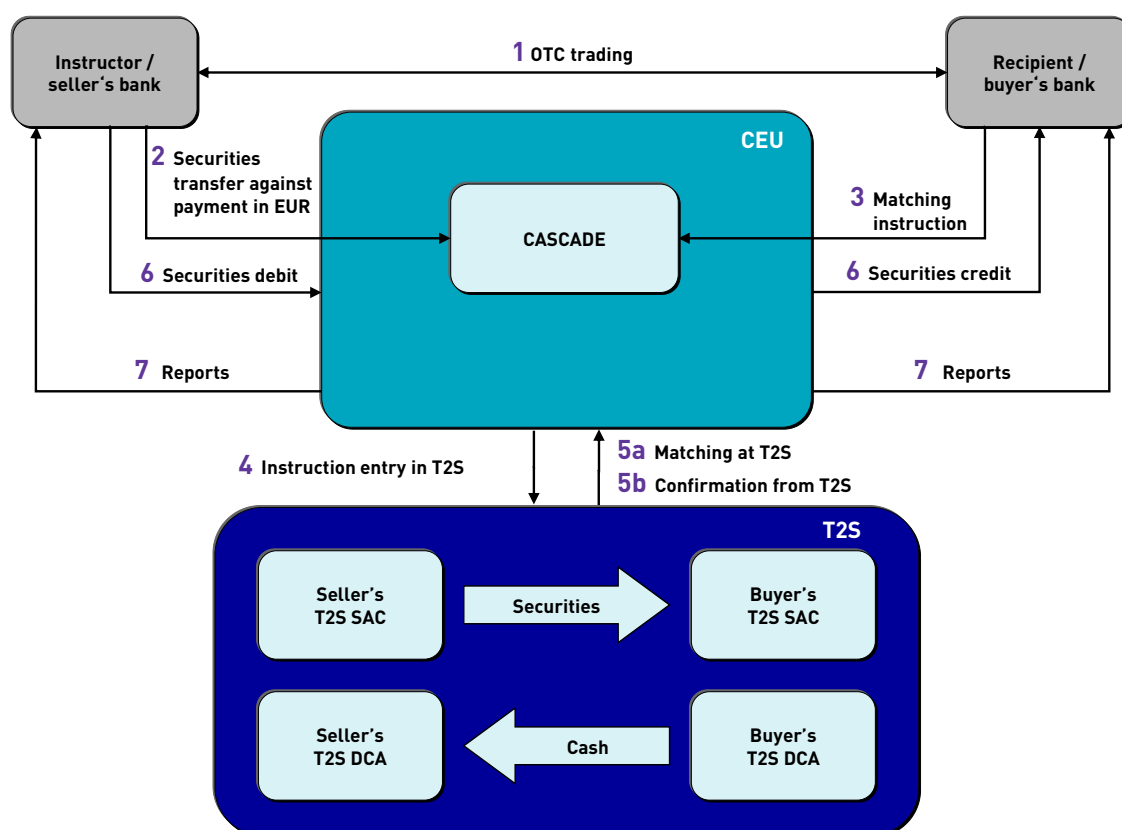 Instructor /
seller‘s bank
1 OTC trading
Recipient /
buyer‘s bank
CEU
2 Securities
transfer against
payment in EUR
CASCADE
3 Matching
instruction
6 Securities debit
6 Securities credit
7 Reports
7 Reports
4 Instruction entry in T2S
5a Matching at T2S
5b Confirmation from T2S
T2S
Seller’s
T2S SAC
Securities
Buyer’s
T2S SAC
Seller’s
T2S DCA
Cash
Buyer’s
T2S DCA